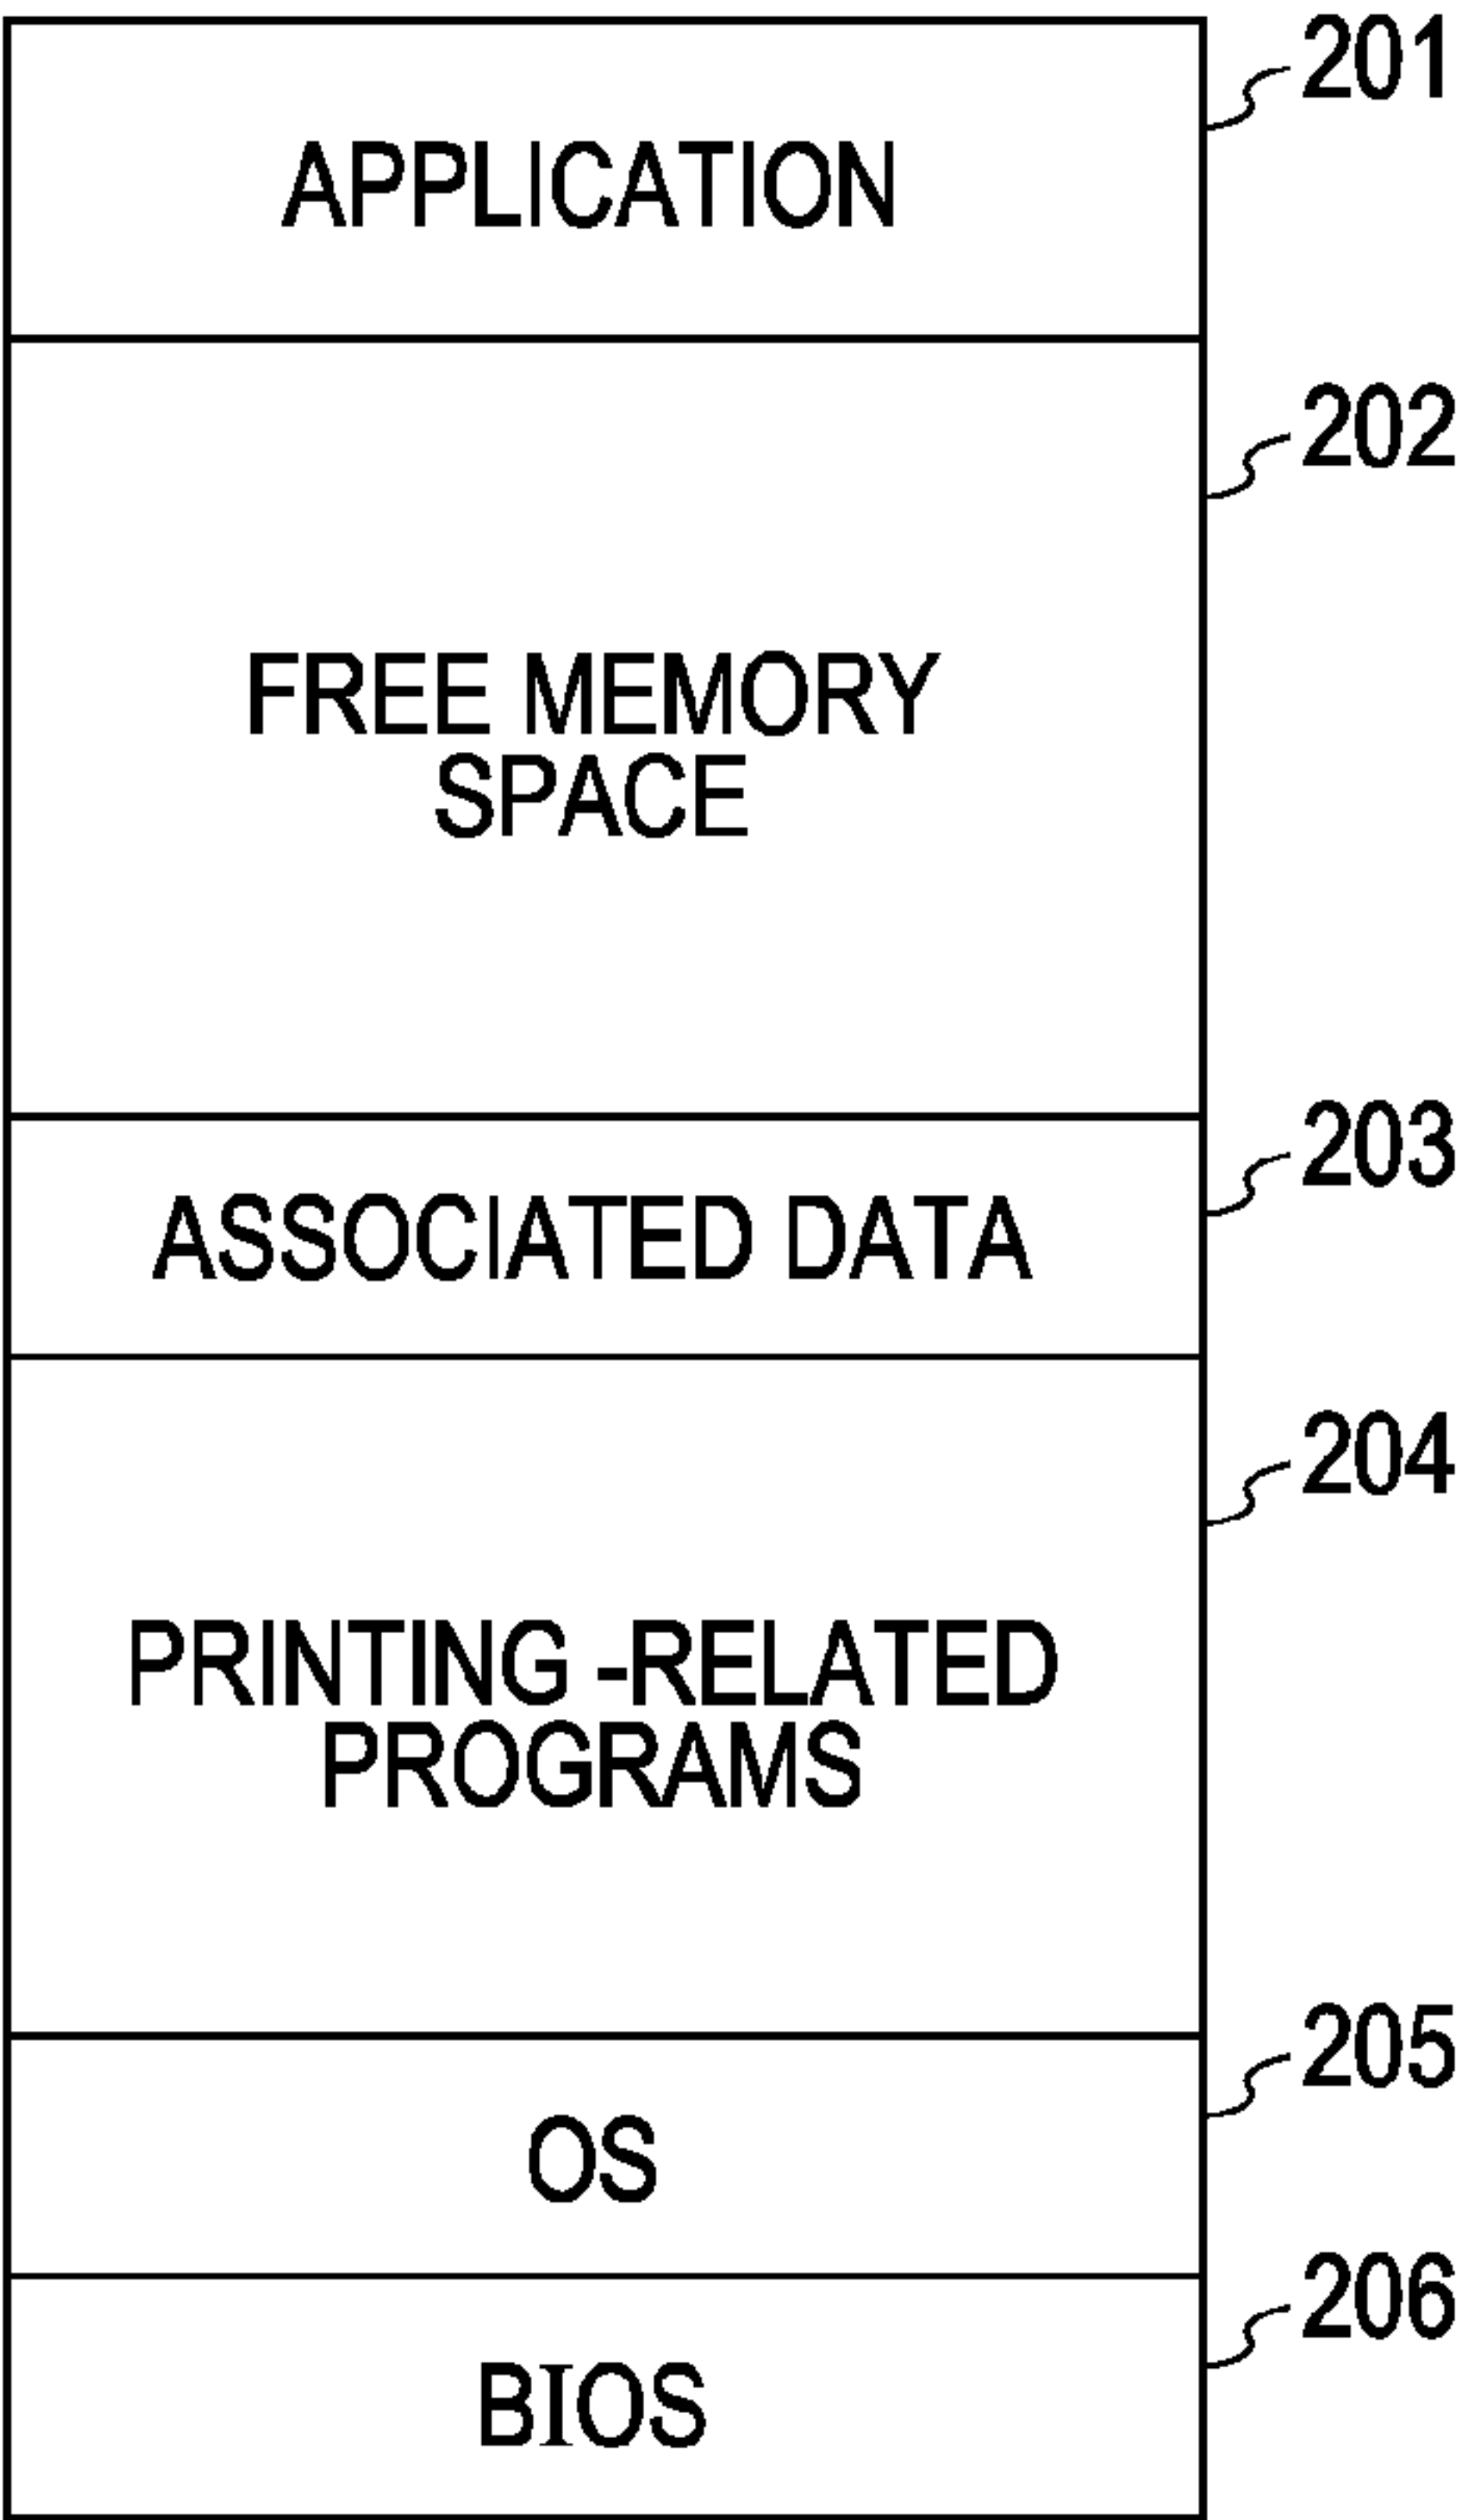 201
APPLICATION
202
FREE MEMORY
SPACE
203
ASSOCIATED DATA
204
PRINTING -RELATED
PROGRAMS
205
OS
206
BIOS